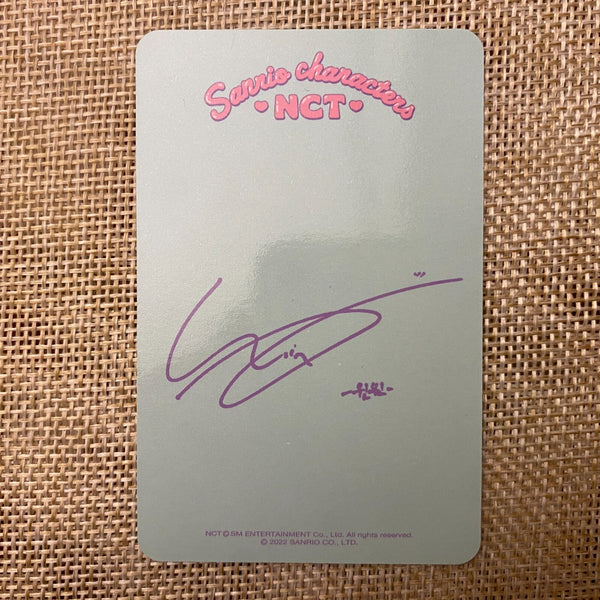 Sanrio characters
NCT
NCT © SM ENTERTAINMENT Co., Ltd. All rights reserved.
© 2022 SANRIO CO., LTD.